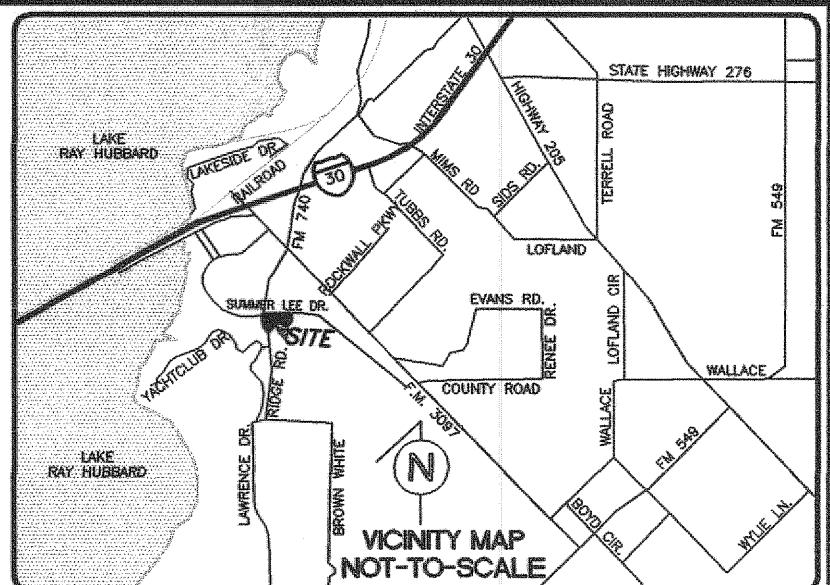 STATE HIGHWAY 276
INTERSTATE 30
HIGHWAY 205
TERRELL ROAD
FM 549
LAKE
RAY HUBBARD
LAKESIDE DR.
RAILROAD
30
MIMS RD
SIDS RD.
FM 740
ROCKWALL PKWY
TUBBS RD.
LOFLAND
SUMMER LEE DR.
EVANS RD.
RENEE DR.
LOFLAND CIR
SITE
YACHTCLUB DR
RIDGE RD.
COUNTY ROAD
WALLACE
F.M. 3097
WALLACE
LAKE
RAY HUBBARD
LAWRENCE DR.
BROWN WHITE
N
FM 549
BOYD CIR.
WYLIE LN.
VICINITY MAP
NOT-TO-SCALE